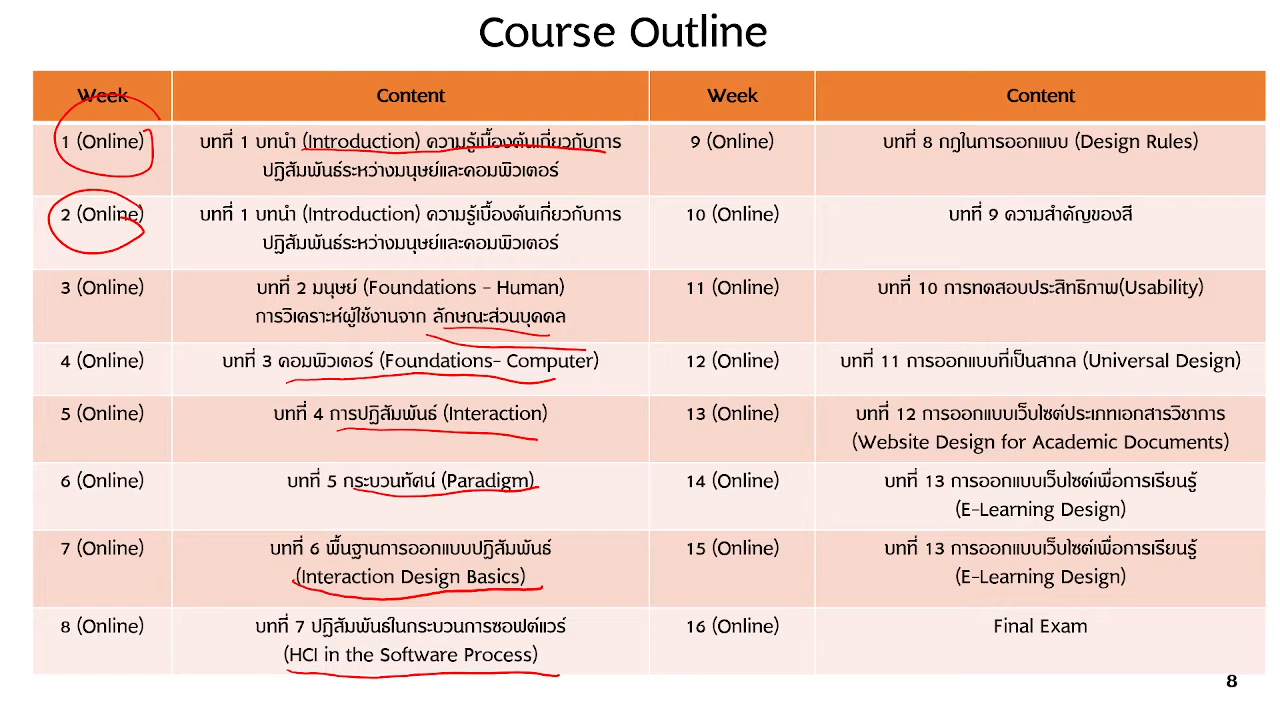 Course Outline
Week Content Week Content
1 (Online) บทที่ 1 บทนำ (Introduction) ความรู้เบื้องต้นเกี่ยวกับการ 9 (Online) บทที่ 8 กฎในการออกแบบ (Design Rules)
ปฏิสัมพันธ์ระหว่างมนุษย์และคอมพิวเตอร์
2 (Online) บทที่ 1 บทนำ (Introduction) ความรู้เบื้องต้นเกี่ยวกับการ 10 (Online) บทที่ 9 ความสำคัญของสี
ปฏิสัมพันธ์ระหว่างมนุษย์และคอมพิวเตอร์
3 (Online) บทที่ 2 มนุษย์ (Foundations - Human) 11 (Online) บทที่ 10 การทดสอบประสิทธิภาพ(Usability)
การวิเคราะห์ผู้ใช้งานจาก ลักษณะส่วนบุคคล
4 (Online) บทที่ 3 คอมพิวเตอร์ (Foundations- Computer) 12 (Online) บทที่ 11 การออกแบบที่เป็นสากล (Universal Design)
5 (Online) บทที่ 4 การปฏิสัมพันธ์ (Interaction) 13 (Online) บทที่ 12 การออกแบบเว็บไซต์ประเภทเอกสารวิชาการ
(Website Design for Academic Documents)
6 (Online) บทที่ 5 กระบวนทัศน์ (Paradigm) 14 (Online) บทที่ 13 การออกแบบเว็บไซต์เพื่อการเรียนรู้
(E-Learning Design)
7 (Online) บทที่ 6 พื้นฐานการออกแบบปฏิสัมพันธ์ 15 (Online) บทที่ 13 การออกแบบเว็บไซต์เพื่อการเรียนรู้
(Interaction Design Basics) (E-Learning Design)
8 (Online) บทที่ 7 ปฏิสัมพันธ์ในกระบวนการซอฟต์แวร์ 16 (Online) Final Exam
(HCI in the Software Process)
8